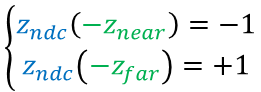 z_ndc(−z_near) = −1
z_ndc(−z_far) = +1